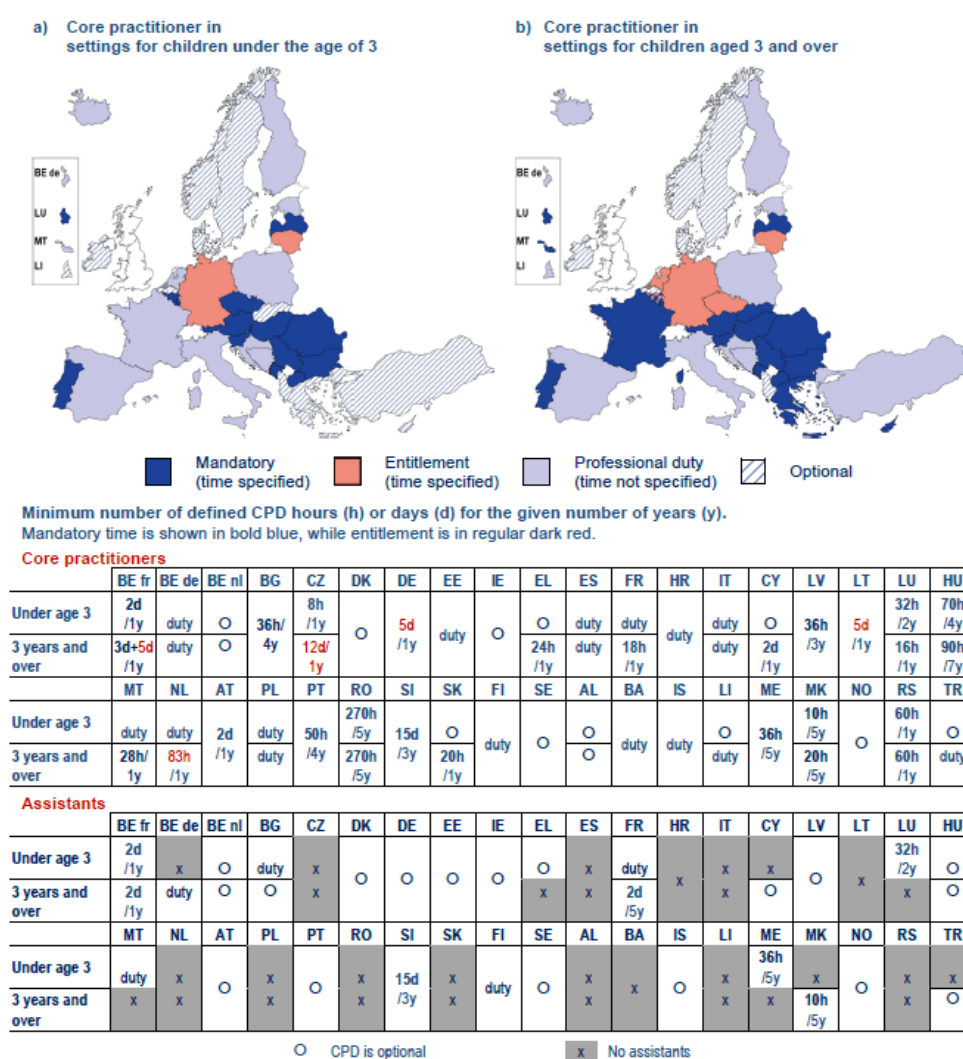 a) Core practitioner in
settings for children under the age of 3
b) Core practitioner in
settings for children aged 3 and over
BE de
LU
MT
LI
BE de
LU
MT
LI
Mandatory
(time specified)
Entitlement
(time specified)
Professional duty
(time not specified)
Optional
Minimum number of defined CPD hours (h) or days (d) for the given number of years (y).
Mandatory time is shown in bold blue, while entitlement is in regular dark red.
Core practitioners
BE fr BE de BE nl BG CZ DK DE EE IE EL ES FR HR IT CY LV LT LU HU
Under age 3 2d /1y duty O 36h/ 4y 8h /1y O 5d /1y duty O O duty duty duty duty O 36h /3y 5d /1y 32h /2y 70h /4y
3 years and over 3d+5d /1y duty O 12d/ 1y 24h /1y duty 18h /1y duty 2d /1y 16h /1y 90h /7y
MT NL AT PL PT RO SI SK FI SE AL BA IS LI ME MK NO RS TR
Under age 3 duty duty 2d /1y duty 50h /4y 270h /5y 15d /3y O duty O O duty duty O 36h /5y 10h /5y O 60h /1y O
3 years and over 28h/ 1y 83h /1y duty 270h /5y 20h /1y O duty 20h /5y 60h /1y duty
Assistants
BE fr BE de BE nl BG CZ DK DE EE IE EL ES FR HR IT CY LV LT LU HU
Under age 3 2d /1y x O duty x O O O O O x duty x x x O x 32h /2y O
3 years and over 2d /1y duty O O x x x 2d /5y x O x O
MT NL AT PL PT RO SI SK FI SE AL BA IS LI ME MK NO RS TR
Under age 3 duty x O x O x 15d /3y x duty O x x O x 36h /5y x O x x
3 years and over x x x x x x x x 10h /5y x O
O CPD is optional
x No assistants